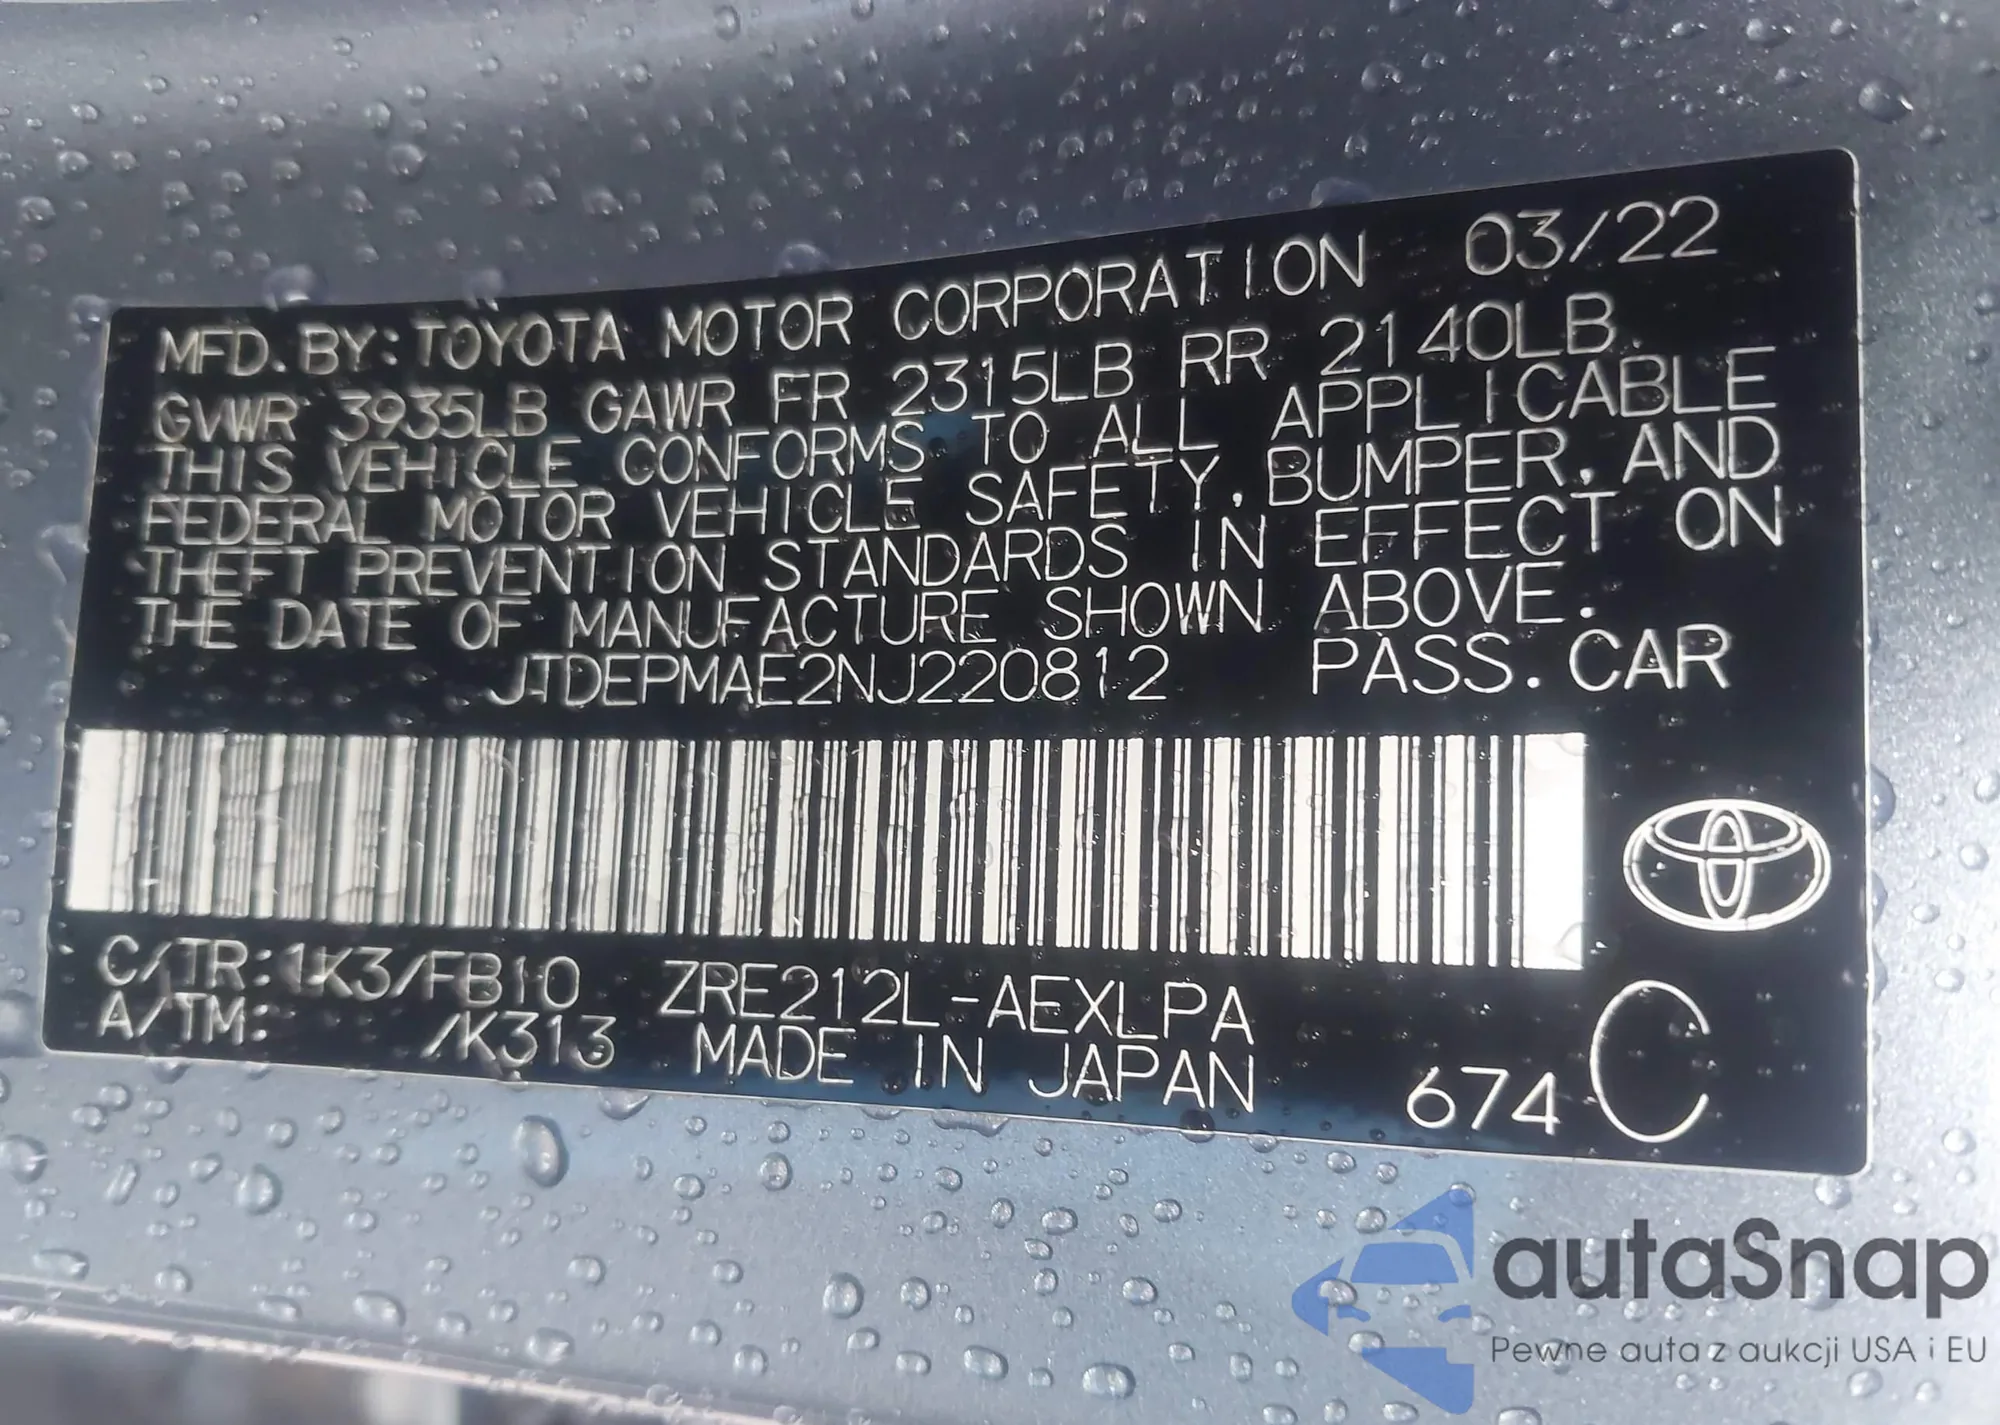 MFD. BY: TOYOTA MOTOR CORPORATION 03/22
GVWR 3935LB GAWR FR 2315LB RR 2140LB
THIS VEHICLE CONFORMS TO ALL APPLICABLE
FEDERAL MOTOR VEHICLE SAFETY, BUMPER, AND
THEFT PREVENTION STANDARDS IN EFFECT ON
THE DATE OF MANUFACTURE SHOWN ABOVE.
JTDEPMAE2NJ220812 PASS. CAR
C/TR: 1K3/FB10 ZRE212L-AEXLPA
A/TM: /K313 MADE IN JAPAN 674 C
autaSnap
Pewne auta z aukcji USA i EU